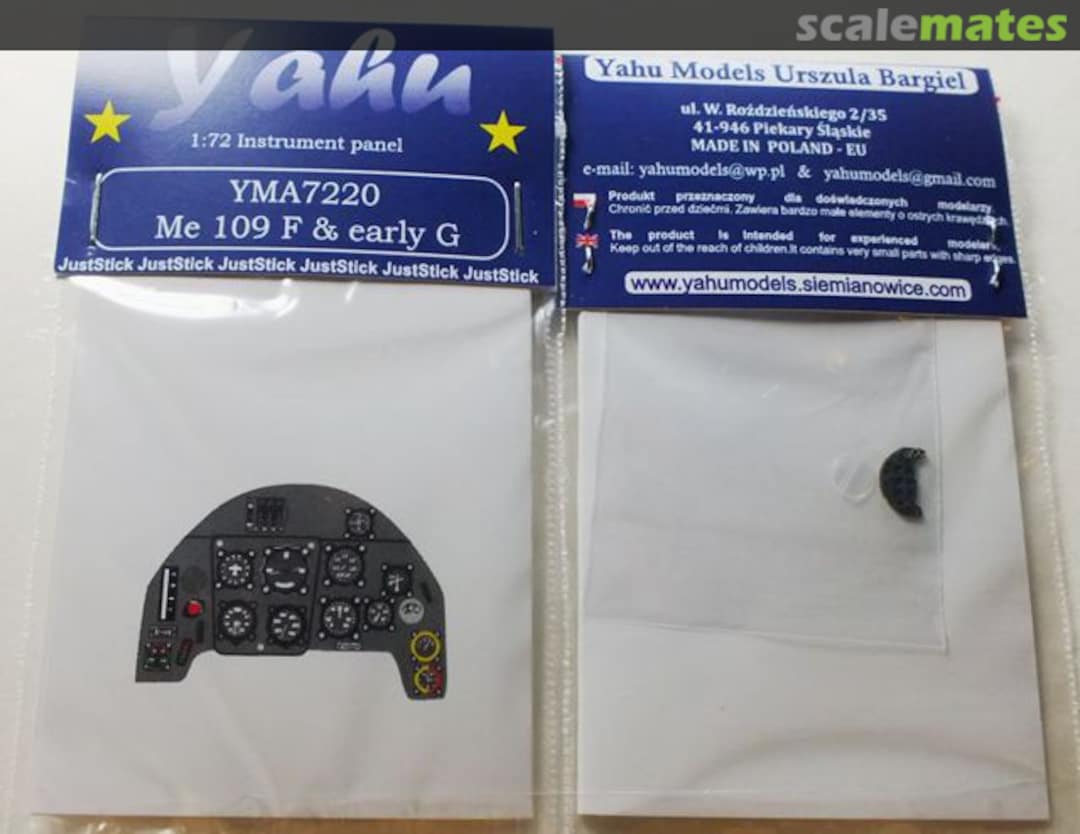 scalemates
Yahu
1:72 Instrument panel
YMA7220
Me 109 F & early G
JustStick JustStick JustStick JustStick JustStick JustStick
Yahu Models Urszula Bargiel
ul. W. Roździeńskiego 2/35
41-946 Piekary Śląskie
MADE IN POLAND - EU
e-mail: yahumodels@wp.pl & yahumodels@gmail.com
Produkt przeznaczony dla doświadczonych modelarzy.
Chronić przed dziećmi. Zawiera bardzo małe elementy o ostrych krawędziach
The product Is Intended for experienced modelers.
Keep out of the reach of children.It contains very small parts with sharp edges.
www.yahumodels.siemianowice.com